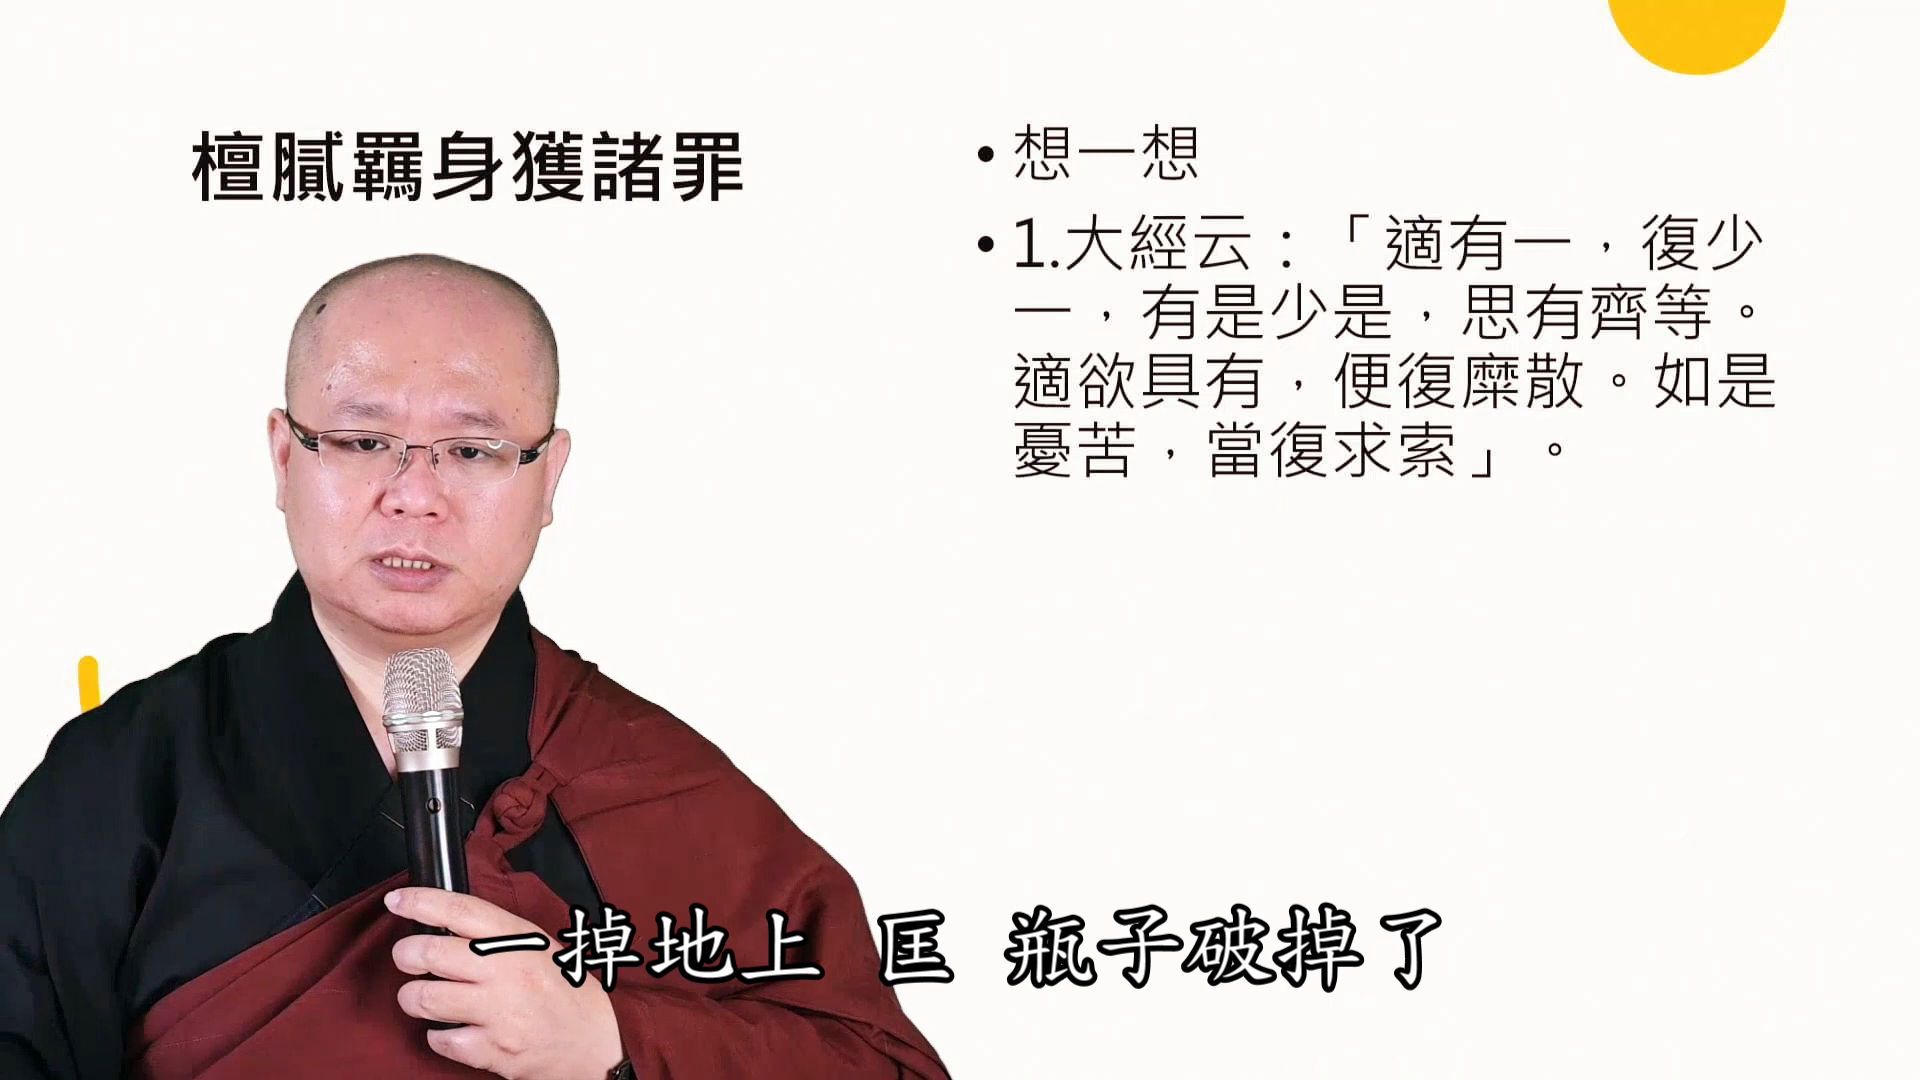 檀膩羈身獲諸罪
• 想一想
• 1.大經云：「適有一，復少
一，有是少是，思有齊等。
適欲具有，便復糜散。如是
憂苦，當復求索」。
一掉地上 匡 瓶子破掉了